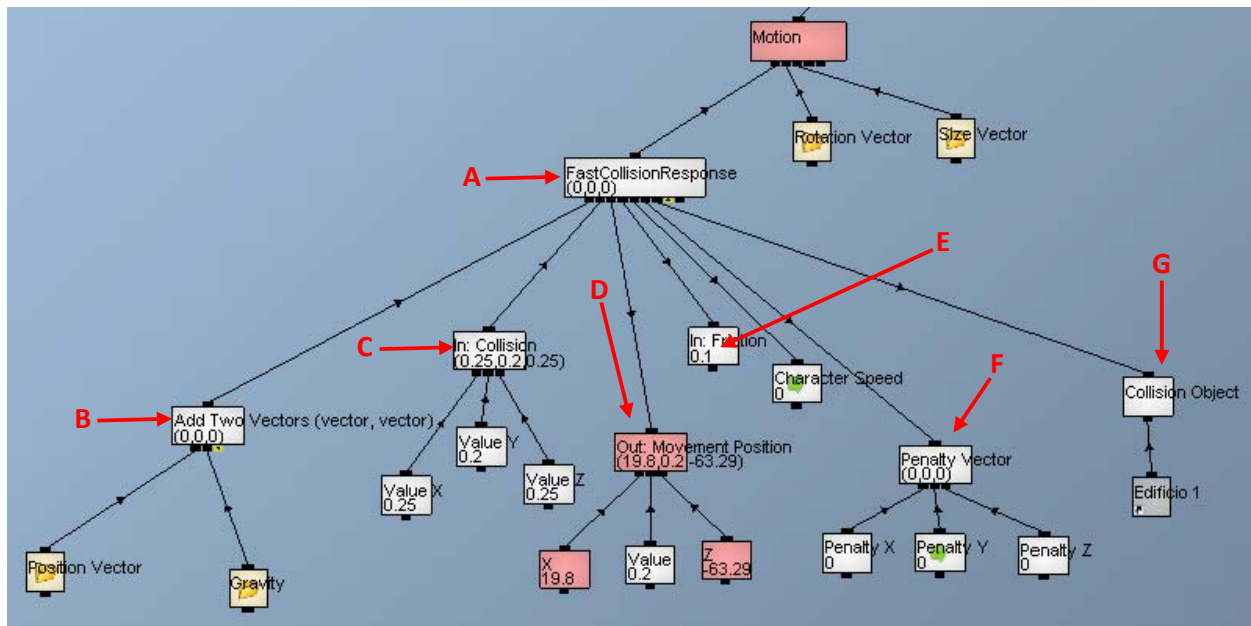 Motion
Rotation Vector
Size Vector
A
FastCollisionResponse
(0,0,0)
E
G
D
C
In: Collision
(0.25,0.2,0.25)
In: Friction
0.1
F
Character Speed
0
Collision Object
B
Add Two Vectors (vector, vector)
(0,0,0)
Value Y
0.2
Out: Movement Position
(19.8,0.2,-63.29)
Penalty Vector
(0,0,0)
Value X
0.25
Value Z
0.25
Edificio 1
Position Vector
Gravity
X
19.8
Value
0.2
Z
-63.29
Penalty X
0
Penalty Y
0
Penalty Z
0